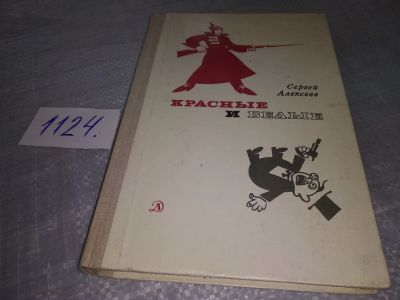 Сергей
Алексеев
КРАСНЫЕ
И БЕЛЫЕ
1124.
Д